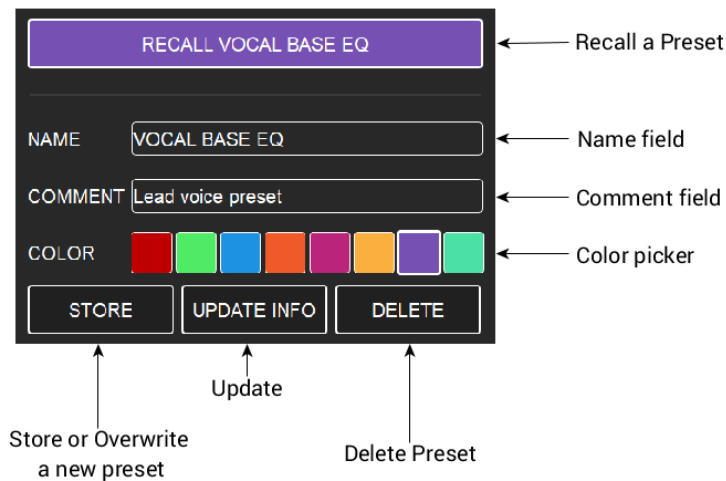 RECALL VOCAL BASE EQ
Recall a Preset
NAME
VOCAL BASE EQ
Name field
COMMENT
Lead voice preset
Comment field
COLOR
Color picker
STORE
UPDATE INFO
DELETE
Update
Store or Overwrite
a new preset
Delete Preset